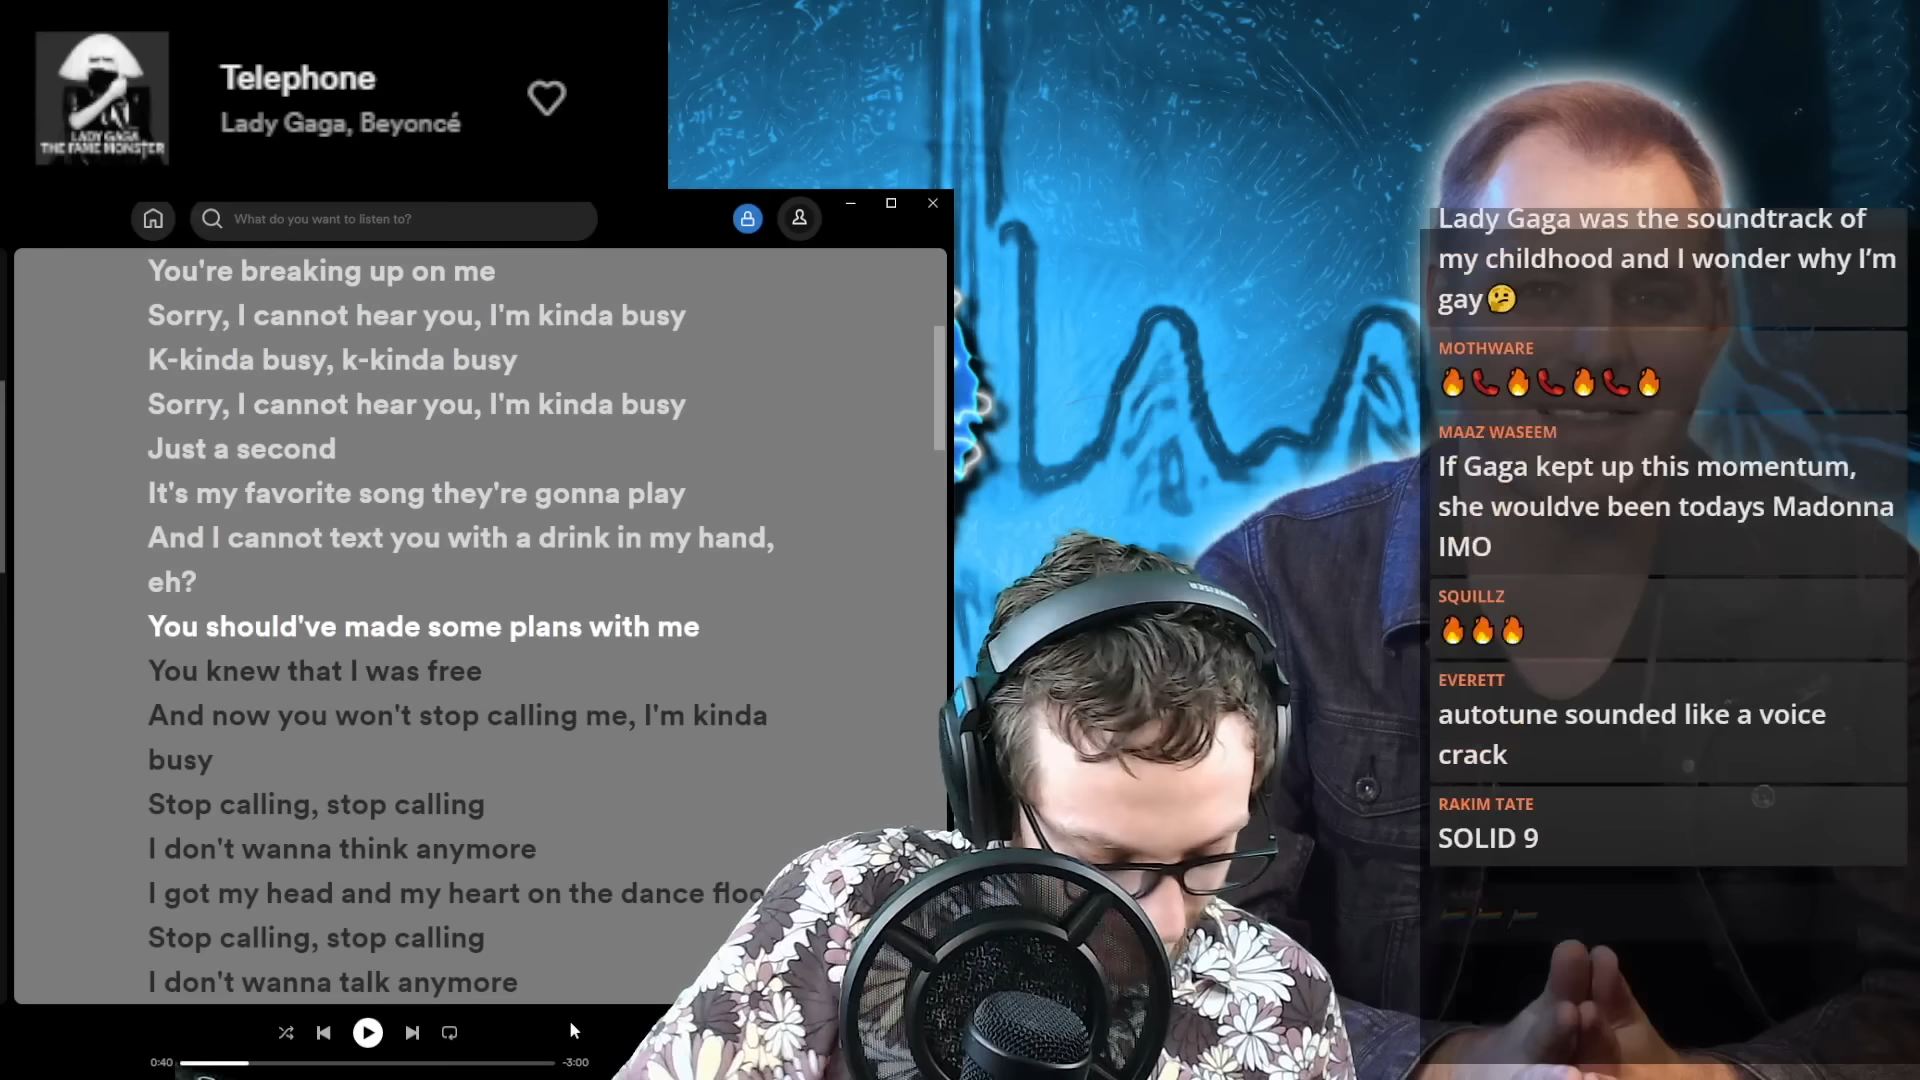 Telephone
Lady Gaga, Beyoncé
LADY GAGA
THE FAME MONSTER
What do you want to listen to?
You're breaking up on me
Sorry, I cannot hear you, I'm kinda busy
K-kinda busy, k-kinda busy
Sorry, I cannot hear you, I'm kinda busy
Just a second
It's my favorite song they're gonna play
And I cannot text you with a drink in my hand,
eh?
You should've made some plans with me
You knew that I was free
And now you won't stop calling me, I'm kinda
busy
Stop calling, stop calling
I don't wanna think anymore
I got my head and my heart on the dance floo
Stop calling, stop calling
I don't wanna talk anymore
0:40
-3:00
Lady Gaga was the soundtrack of
my childhood and I wonder why I’m
gay🤔
MOTHWARE
🔥📞🔥📞🔥📞🔥
MAAZ WASEEM
If Gaga kept up this momentum,
she wouldve been todays Madonna
IMO
SQUILLZ
🔥🔥🔥
EVERETT
autotune sounded like a voice
crack
RAKIM TATE
SOLID 9